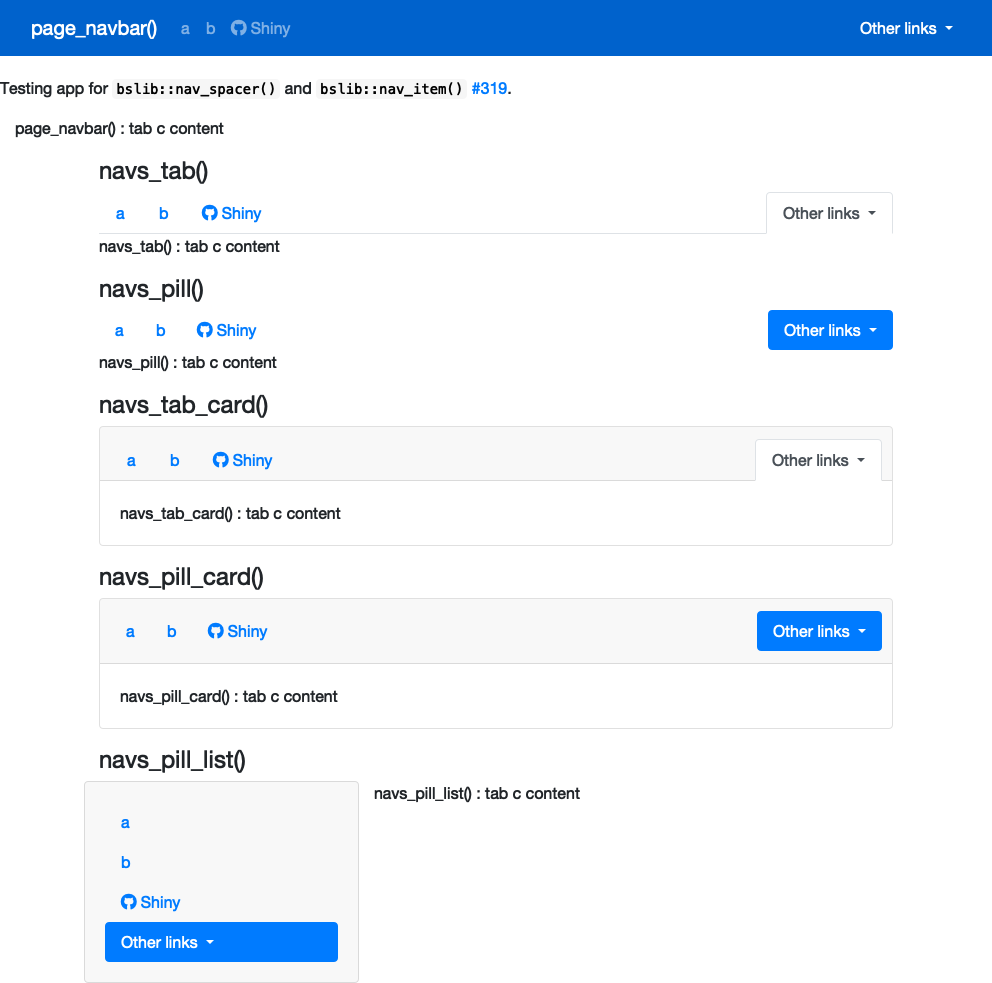 page_navbar() a b Shiny Other links
Testing app for bslib::nav_spacer() and bslib::nav_item() #319.
page_navbar() : tab c content
navs_tab()
a b Shiny Other links
navs_tab() : tab c content
navs_pill()
a b Shiny Other links
navs_pill() : tab c content
navs_tab_card()
a b Shiny Other links
navs_tab_card() : tab c content
navs_pill_card()
a b Shiny Other links
navs_pill_card() : tab c content
navs_pill_list()
a
b
Shiny
Other links
navs_pill_list() : tab c content